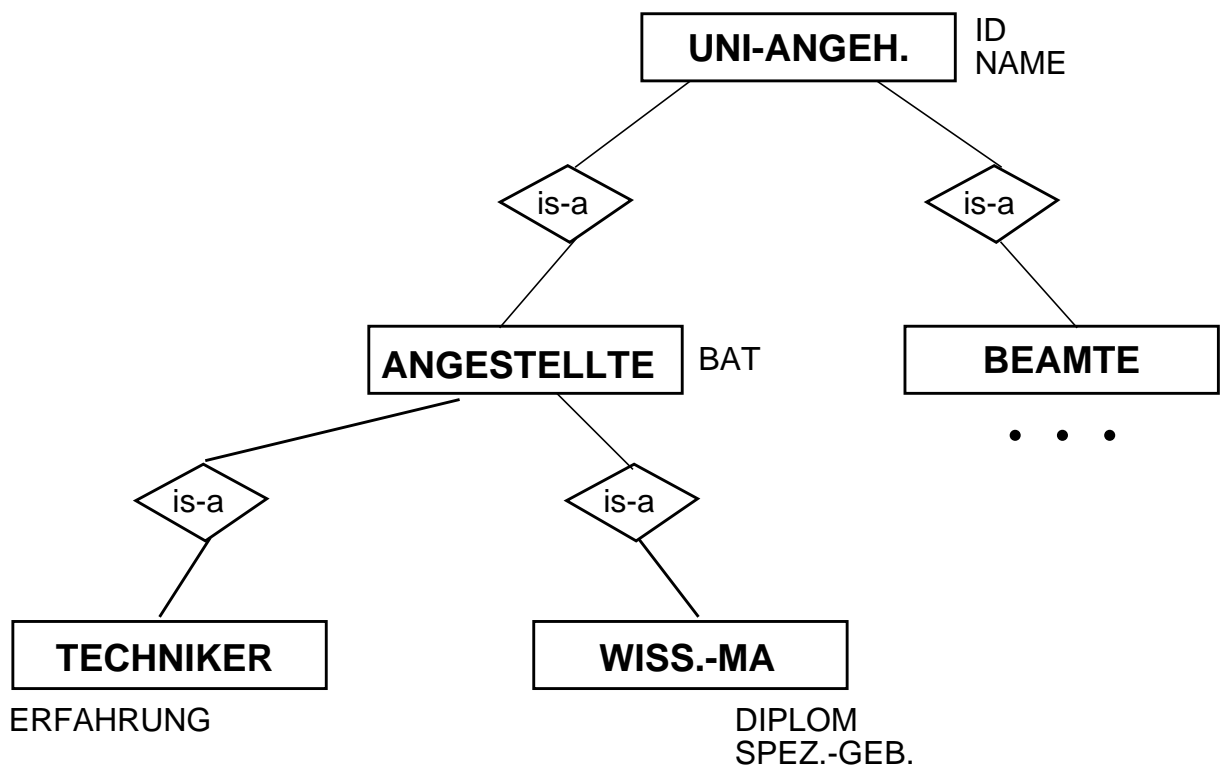 UNI-ANGEH.
ID
NAME
is-a
is-a
ANGESTELLTE
BAT
BEAMTE
• • •
is-a
is-a
TECHNIKER
WISS.-MA
ERFAHRUNG
DIPLOM
SPEZ.-GEB.